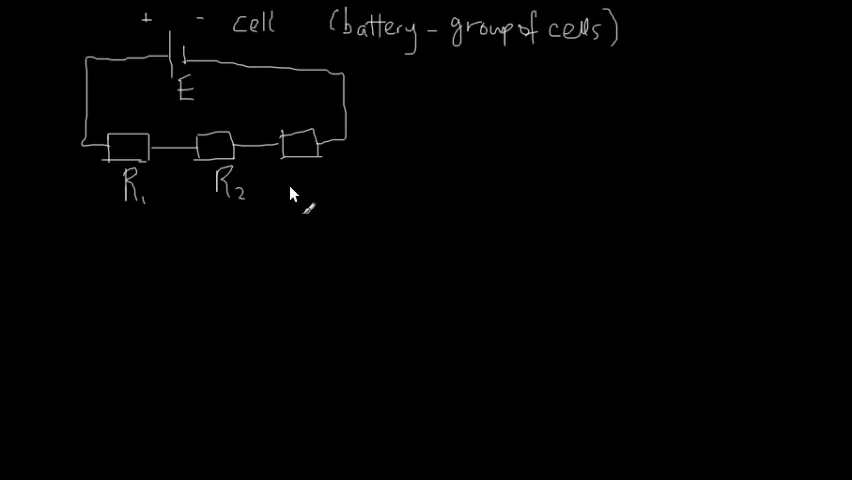 + - cell (battery - group of cells)
E
R1 R2